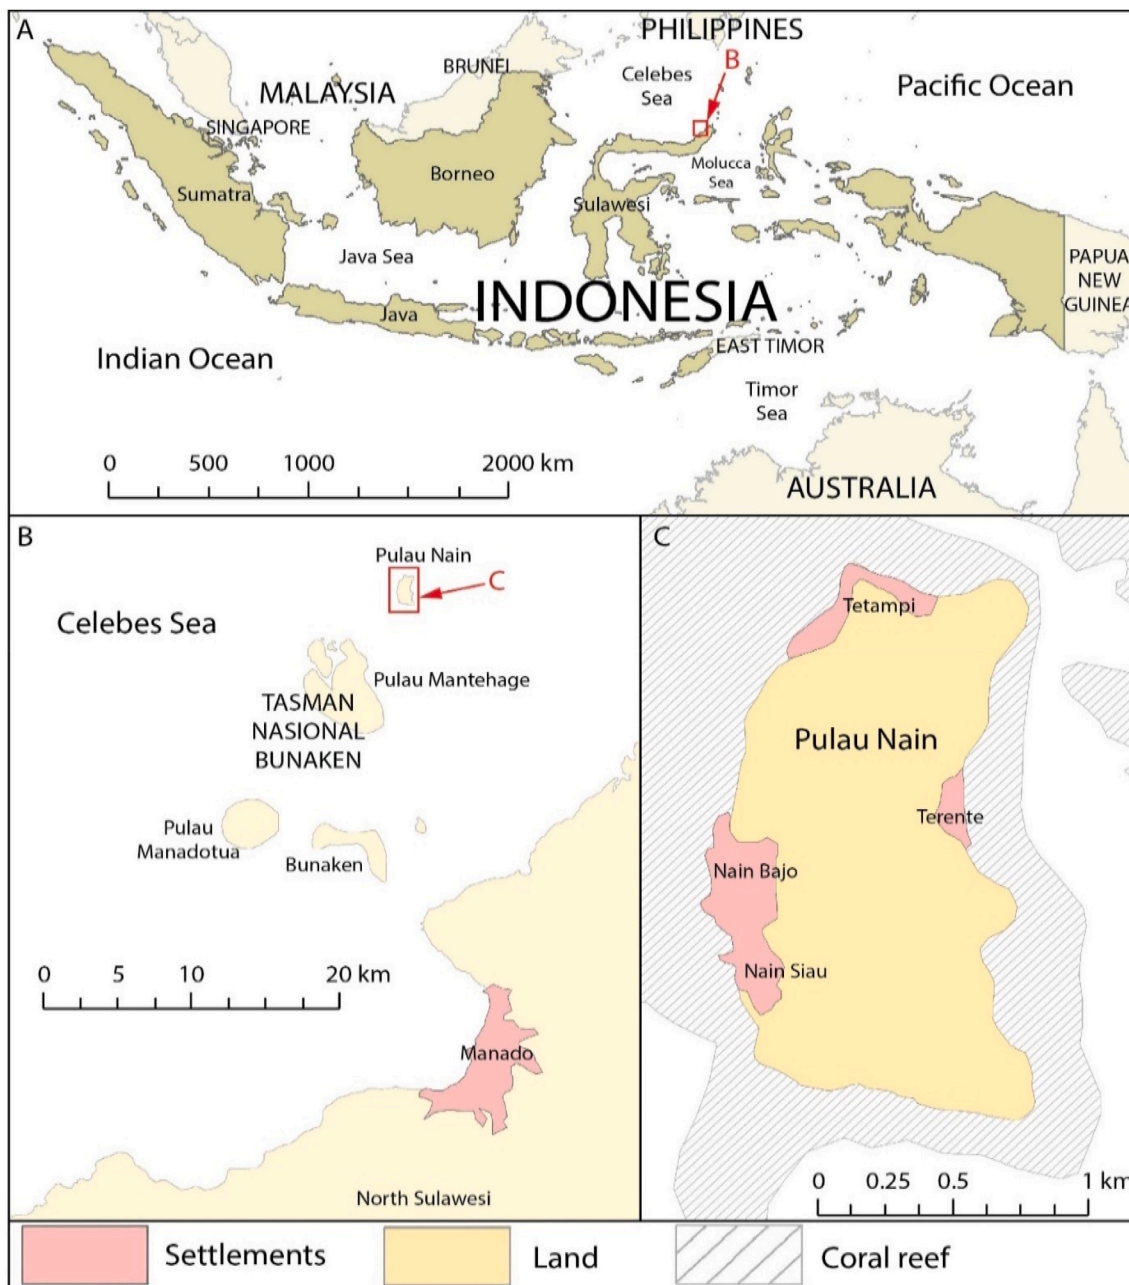 A
PHILIPPINES
B
BRUNEI
Celebes
Sea
Pacific Ocean
MALAYSIA
SINGAPORE
Molucca
Sea
Borneo
Sumatra
Sulawesi
Java Sea
PAPUA
NEW
GUINEA
INDONESIA
Java
EAST TIMOR
Indian Ocean
Timor
Sea
0 500 1000 2000 km
AUSTRALIA
B
Pulau Nain
C
Celebes Sea
Pulau Mantehage
TASMAN
NASIONAL
BUNAKEN
Pulau
Manadotua
Bunaken
0 5 10 20 km
Manado
North Sulawesi
C
Tetampi
Pulau Nain
Terente
Nain Bajo
Nain Siau
0 0.25 0.5 1 km
Settlements
Land
Coral reef